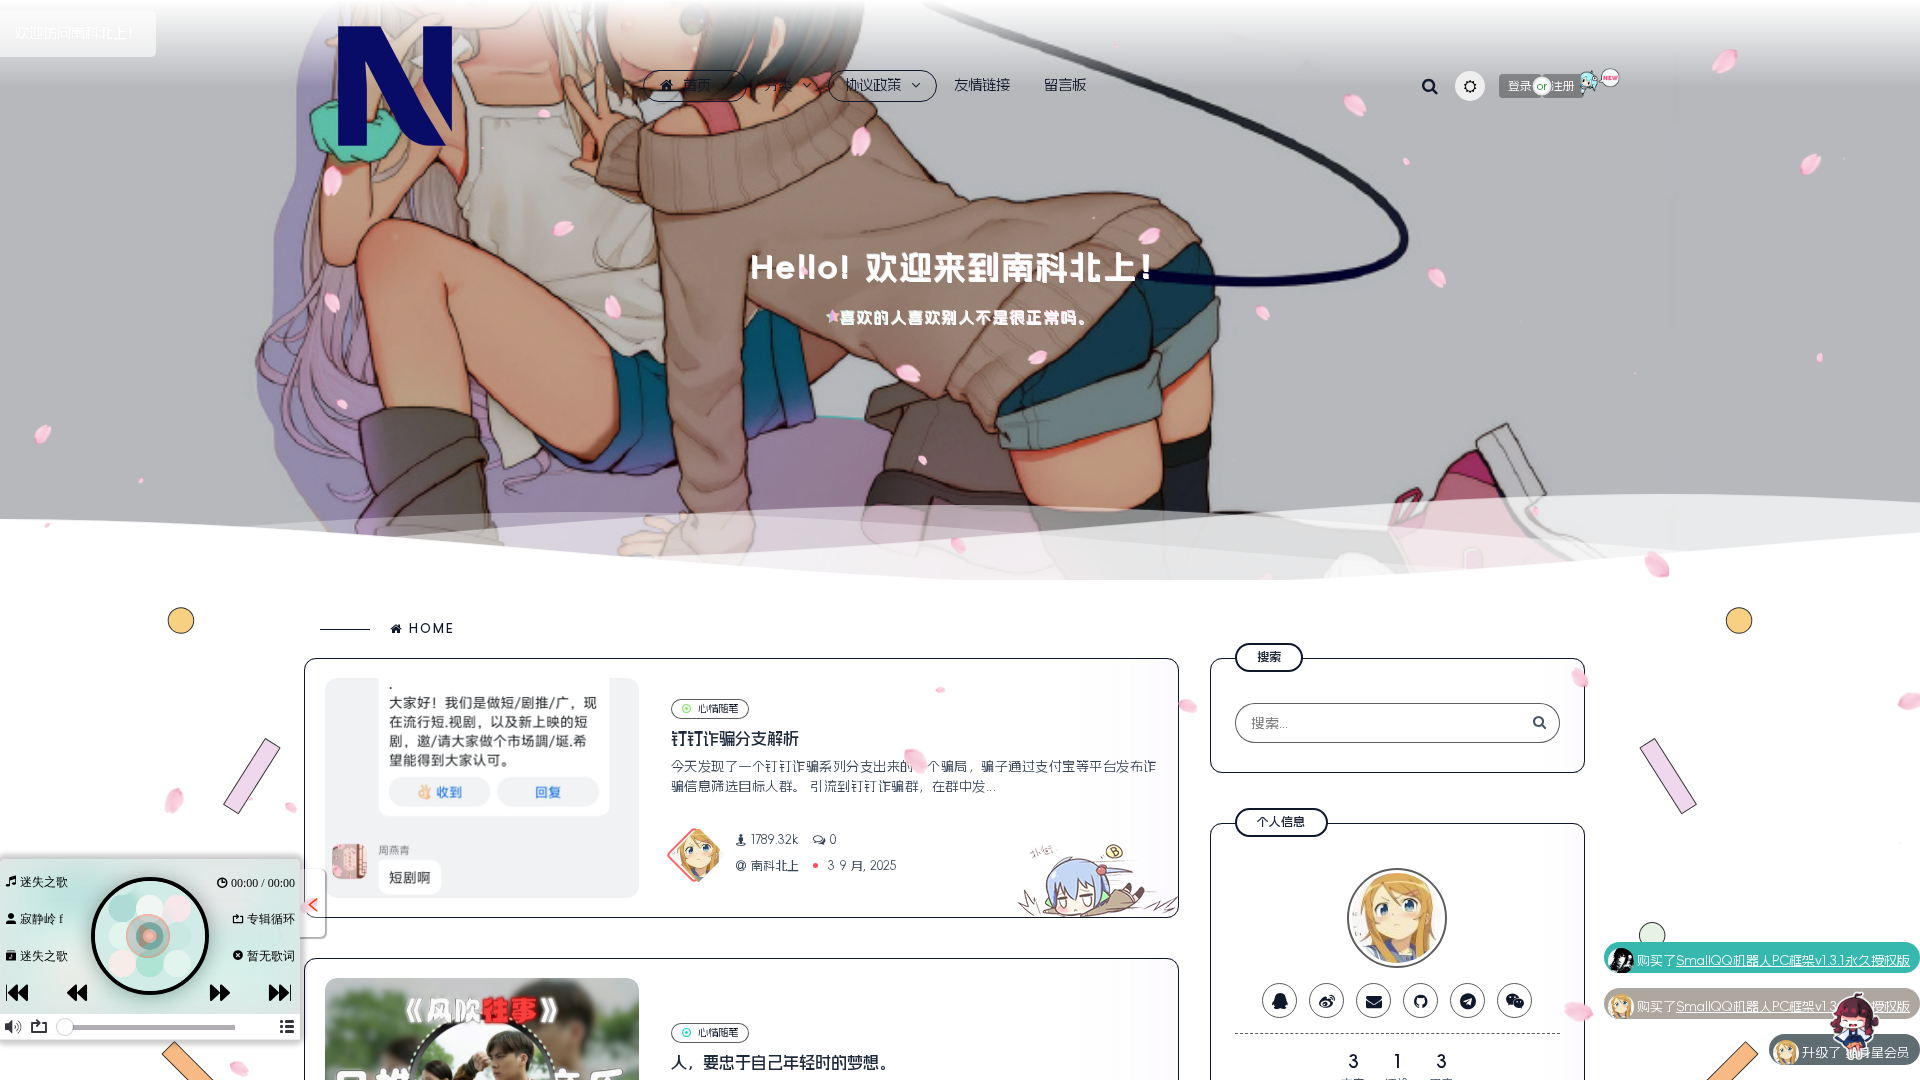 欢迎访问南科北上!
N
首页 分类 协议政策 友情链接 留言板
登录 or 注册
NEW
Hello! 欢迎来到南科北上!
喜欢的人喜欢别人不是很正常吗。
HOME
大家好！我们是做短/剧推/广，现
在流行短.视剧，以及新上映的短
剧，邀/请大家做个市场調/埏.希
望能得到大家认可。
收到 回复
周燕青
短剧啊
心情随笔
钉钉诈骗分支解析
今天发现了一个钉钉诈骗系列分支出来的一个骗局，骗子通过支付宝等平台发布诈
骗信息筛选目标人群。 引流到钉钉诈骗群，在群中发...
1789.32k 0
南科北上 3 9 月, 2025
《风吹往事》
心情随笔
人，要忠于自己年轻时的梦想。
搜索
搜索...
个人信息
3 1 3
迷失之歌 00:00 / 00:00
寂静岭 f 专辑循环
迷失之歌 暂无歌词
购买了SmallQQ机器人PC框架v1.3.1永久授权版
购买了SmallQQ机器人PC框架v1.3 授权版
升级了 星会员